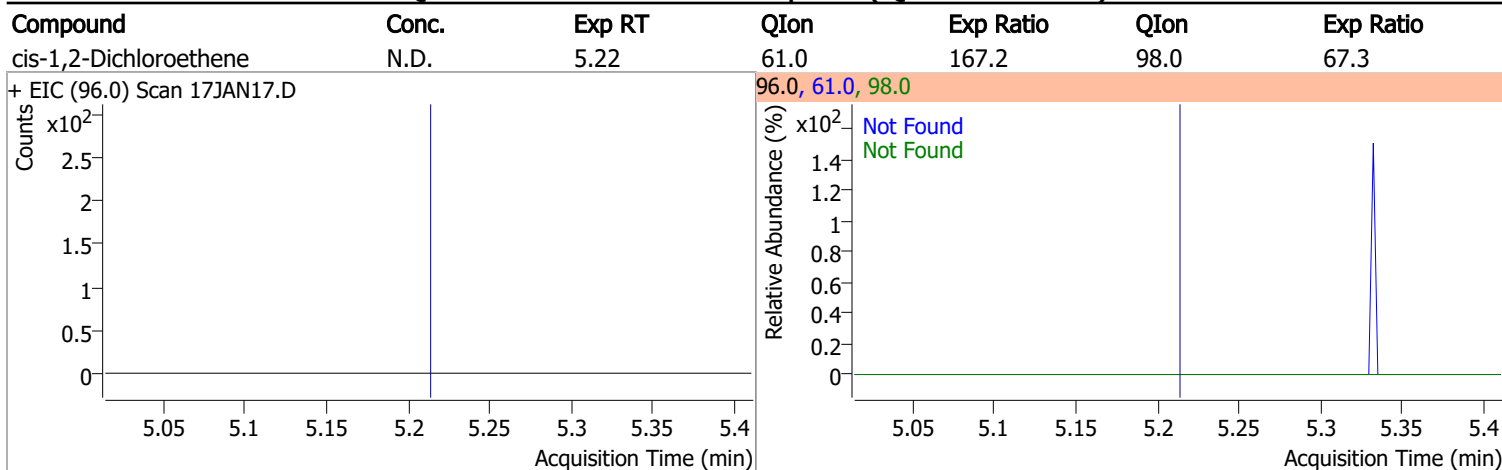 Compound Conc. Exp RT QIon Exp Ratio QIon Exp Ratio
cis-1,2-Dichloroethene N.D. 5.22 61.0 167.2 98.0 67.3
+ EIC (96.0) Scan 17JAN17.D
Counts
x10²
2.5
2
1.5
1
0.5
0
5.05 5.1 5.15 5.2 5.25 5.3 5.35 5.4
Acquisition Time (min)
96.0, 61.0, 98.0
Relative Abundance (%)
x10²
Not Found
Not Found
1.4
1.2
1
0.8
0.6
0.4
0.2
0
5.05 5.1 5.15 5.2 5.25 5.3 5.35 5.4
Acquisition Time (min)